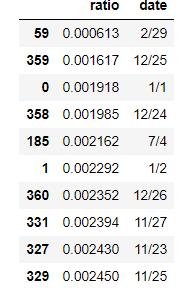 ratio date
59 0.000613 2/29
359 0.001617 12/25
0 0.001918 1/1
358 0.001985 12/24
185 0.002162 7/4
1 0.002292 1/2
360 0.002352 12/26
331 0.002394 11/27
327 0.002430 11/23
329 0.002450 11/25